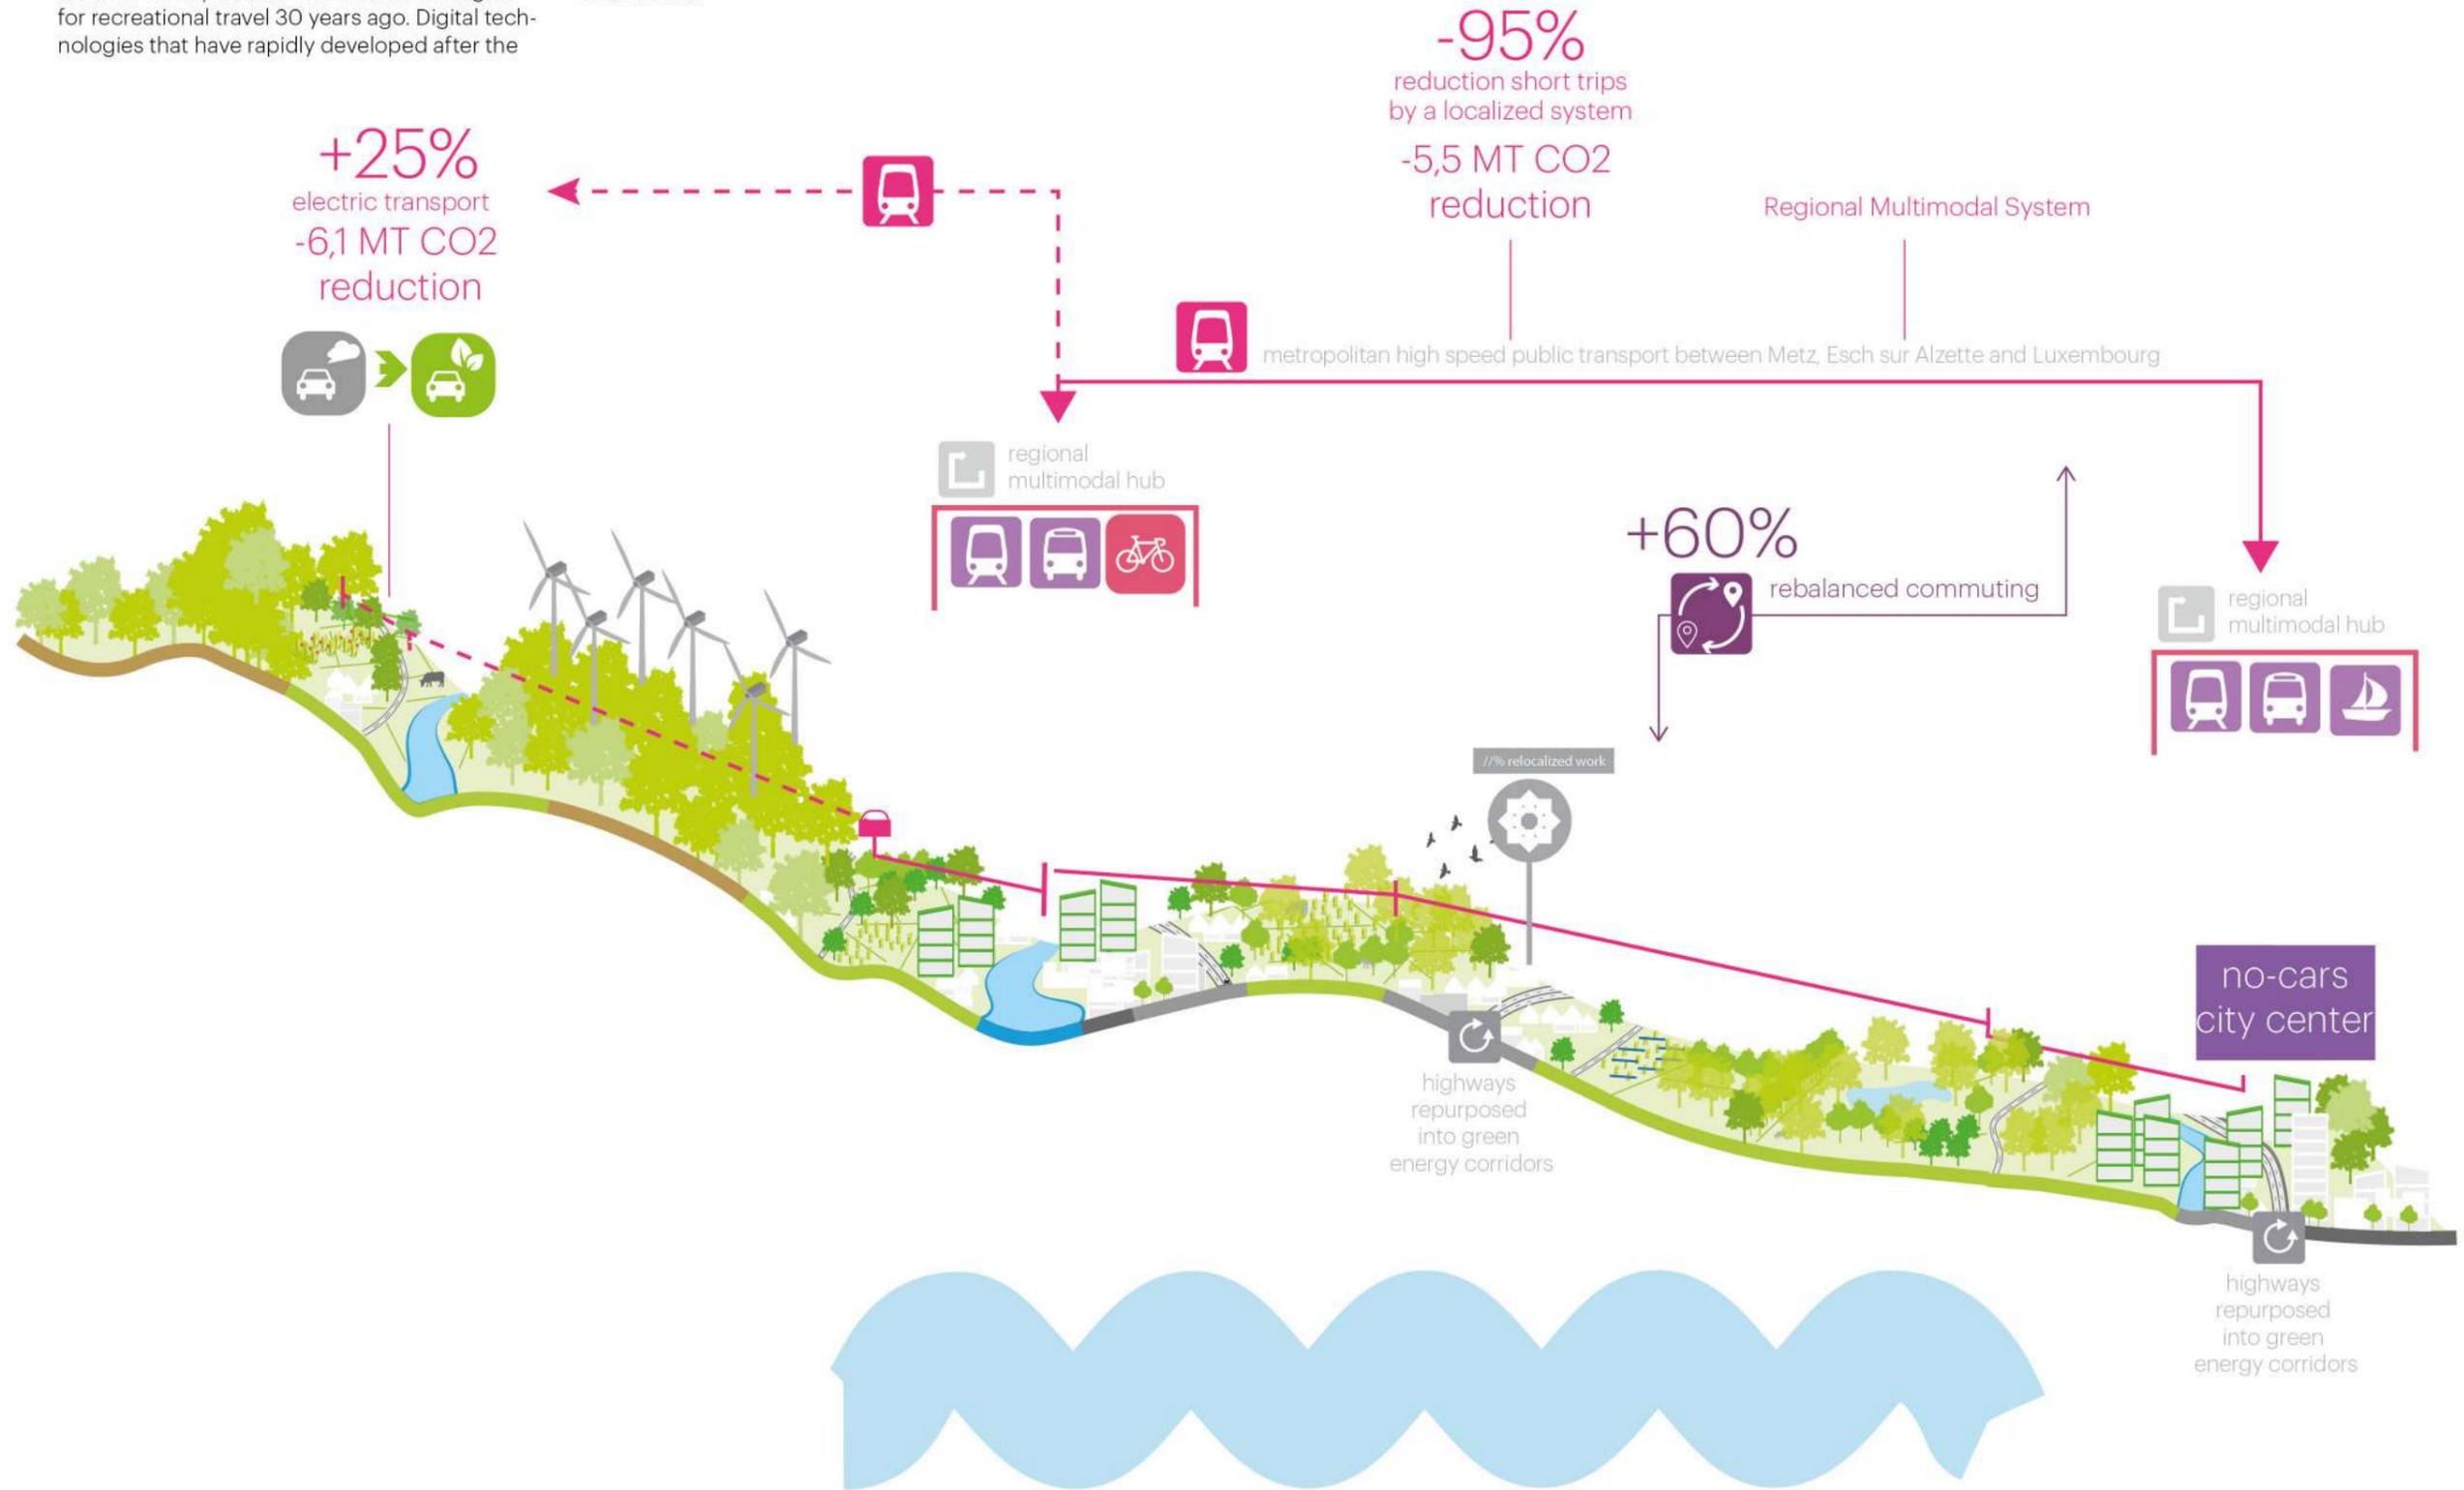 for recreational travel 30 years ago. Digital tech-
nologies that have rapidly developed after the
-95%
reduction short trips
by a localized system
-5,5 MT CO2
reduction
+25%
electric transport
-6,1 MT CO2
reduction
Regional Multimodal System
metropolitan high speed public transport between Metz, Esch sur Alzette and Luxembourg
regional
multimodal hub
+60%
rebalanced commuting
regional
multimodal hub
//% relocalized work
no-cars
city center
highways
repurposed
into green
energy corridors
highways
repurposed
into green
energy corridors